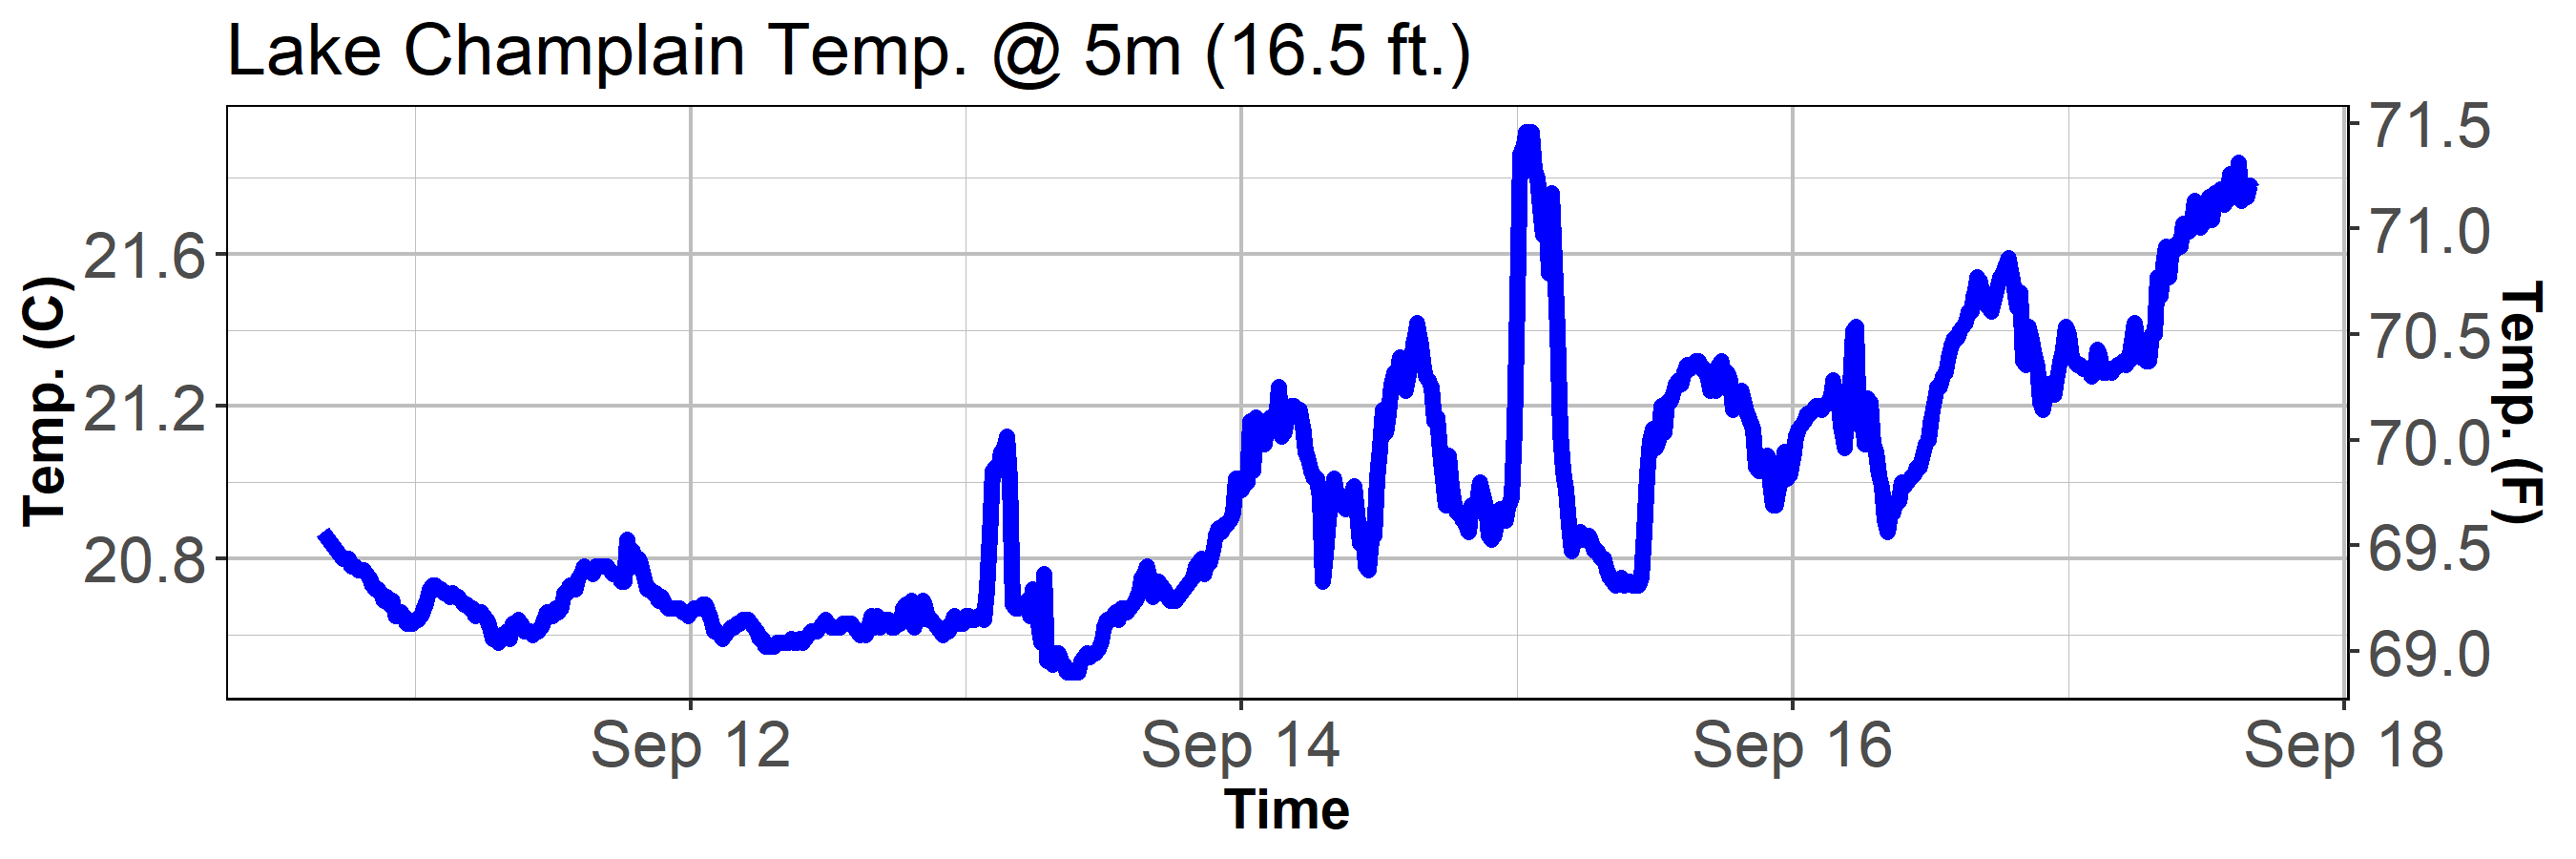 Lake Champlain Temp. @ 5m (16.5 ft.)
Temp. (C)
21.6
21.2
20.8
71.5
71.0
70.5
70.0
69.5
69.0
Temp. (F)
Sep 12
Sep 14
Sep 16
Sep 18
Time